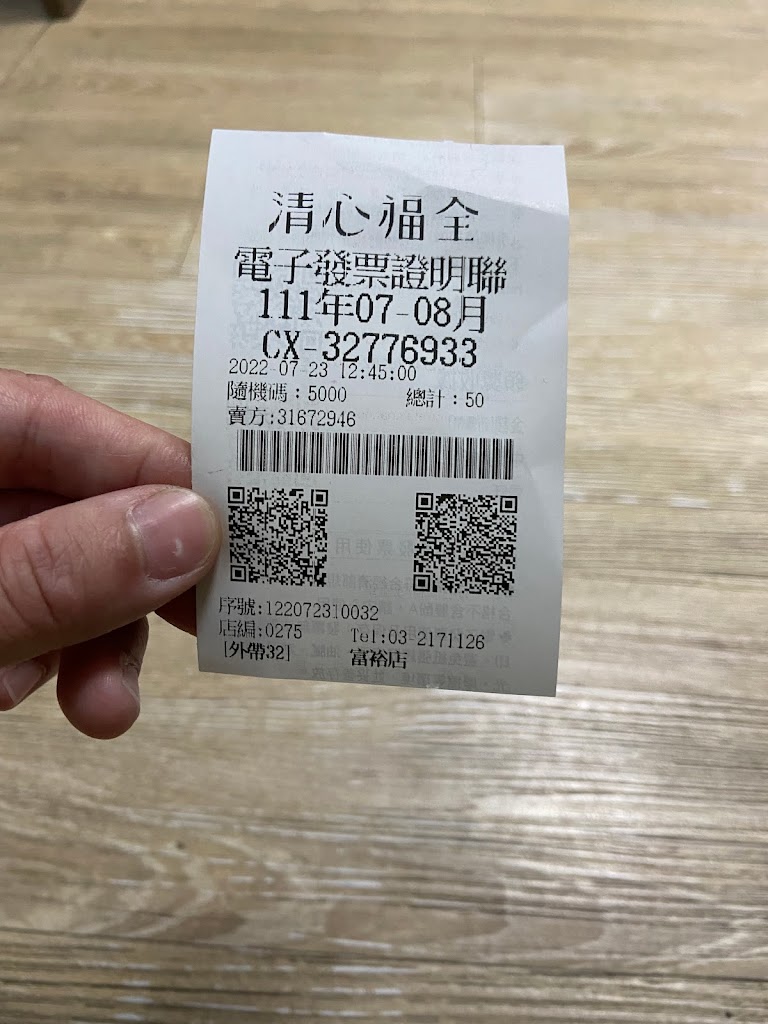 清心福全
電子發票證明聯
111年07-08月
CX-32776933
2022-07-23 12:45:00
隨機碼：5000 總計：50
賣方:31672946
序號:122072310032
店編:0275 Tel:03-2171126
[外帶32] 富裕店